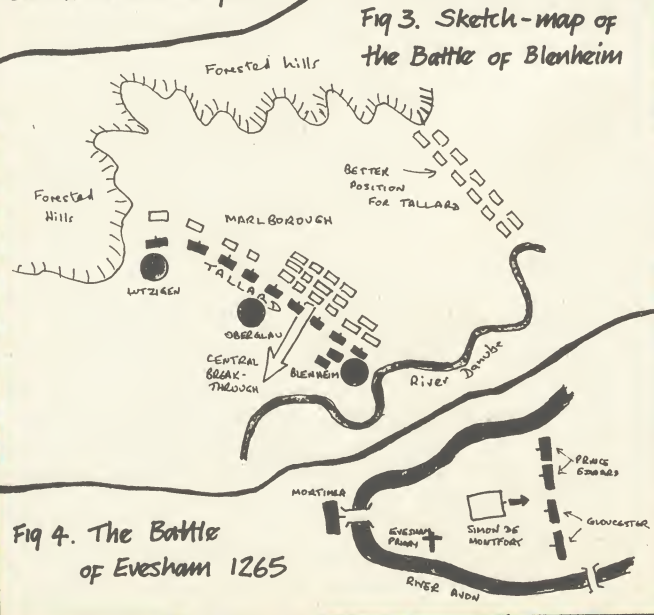 Fig 3. Sketch-map of
the Battle of Blenheim
Forested hills
BETTER
POSITION
FOR TALLARD
Forested
Hills
MARLBOROUGH
TALLARD
LUTZIGEN
OBERGLAU
CENTRAL
BREAK-
THROUGH
BLENHEIM
River Danube
MORTIMER
PRINCE
EDWARD
EVESHAM
PRIORY
SIMON DE
MONTFORT
GLOUCESTER
RIVER AVON
Fig 4. The Battle
of Evesham 1265